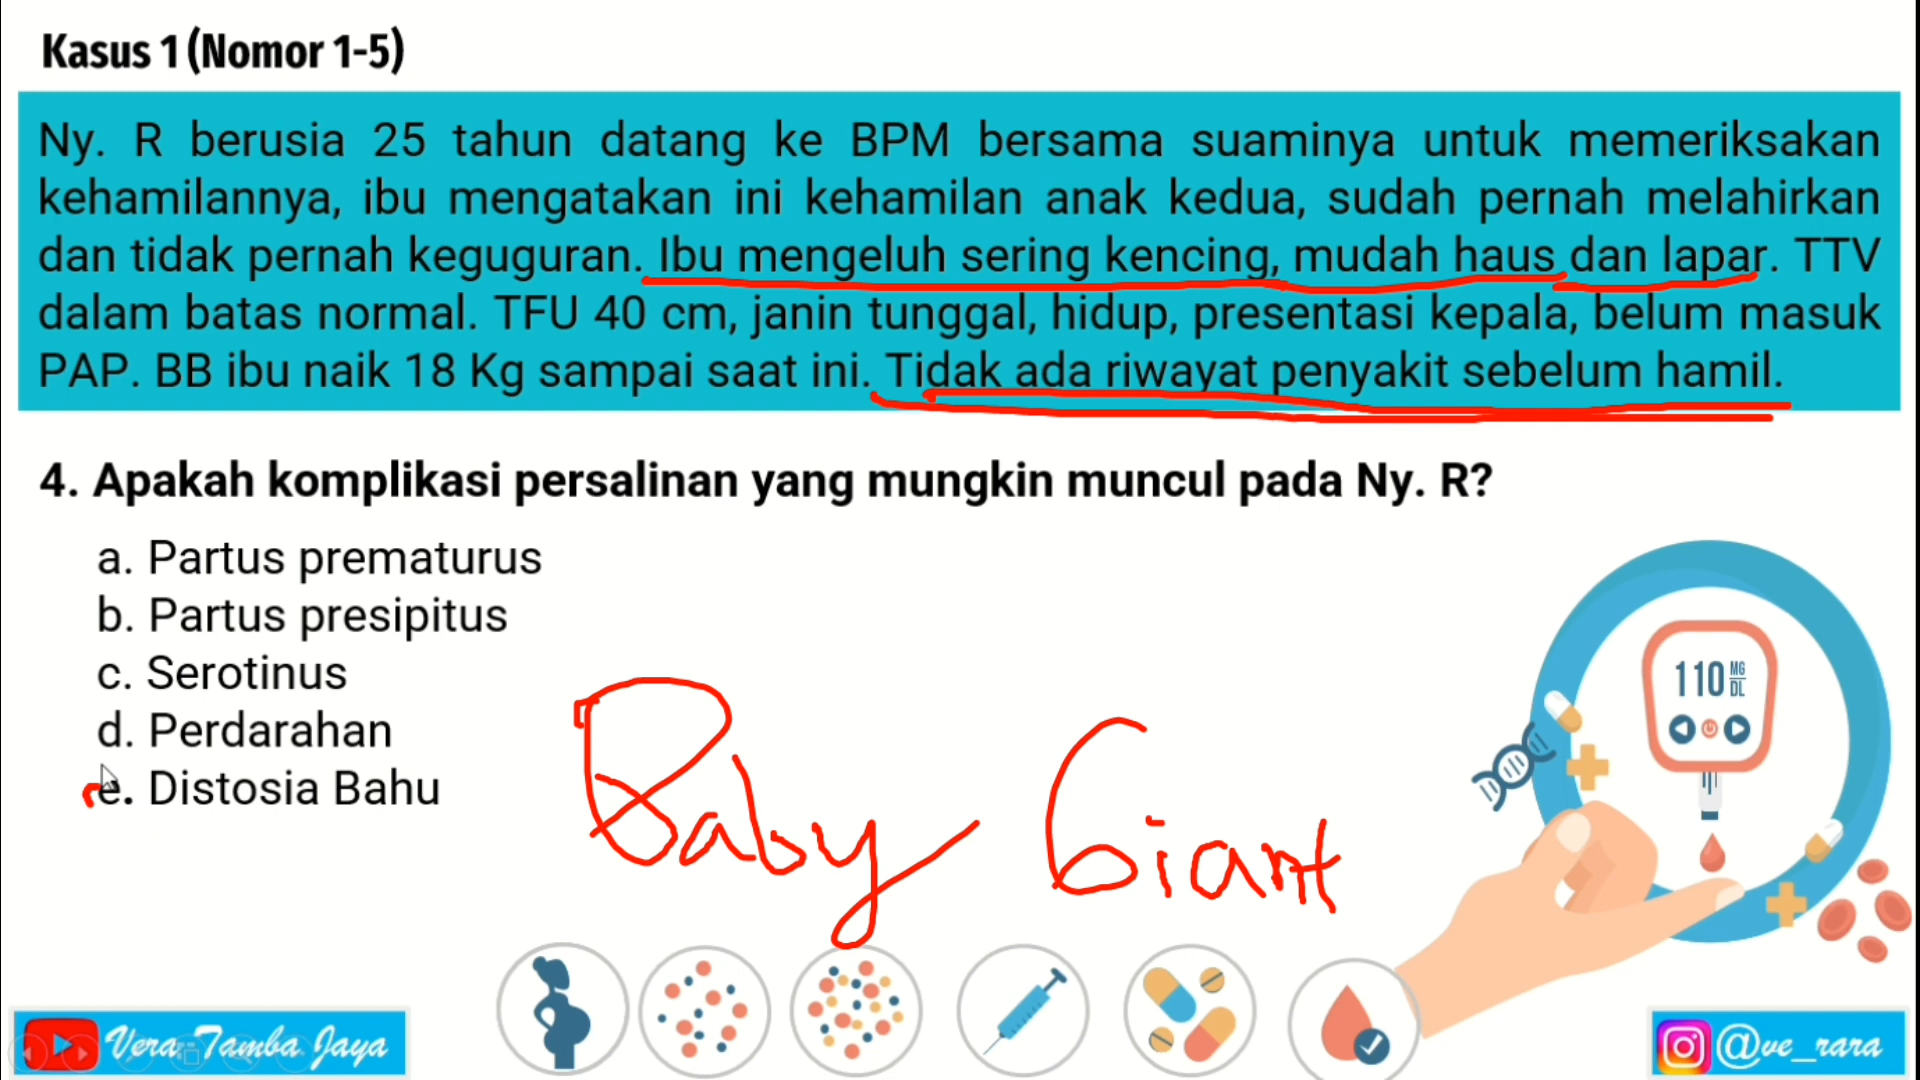 Kasus 1 (Nomor 1-5)
Ny. R berusia 25 tahun datang ke BPM bersama suaminya untuk memeriksakan
kehamilannya, ibu mengatakan ini kehamilan anak kedua, sudah pernah melahirkan
dan tidak pernah keguguran. Ibu mengeluh sering kencing, mudah haus dan lapar. TTV
dalam batas normal. TFU 40 cm, janin tunggal, hidup, presentasi kepala, belum masuk
PAP. BB ibu naik 18 Kg sampai saat ini. Tidak ada riwayat penyakit sebelum hamil.
4. Apakah komplikasi persalinan yang mungkin muncul pada Ny. R?
a. Partus prematurus
b. Partus presipitus
c. Serotinus
d. Perdarahan
e. Distosia Bahu
Baby Giant
110 MG
DL
Vera Tamba Jaya
@ve_rara